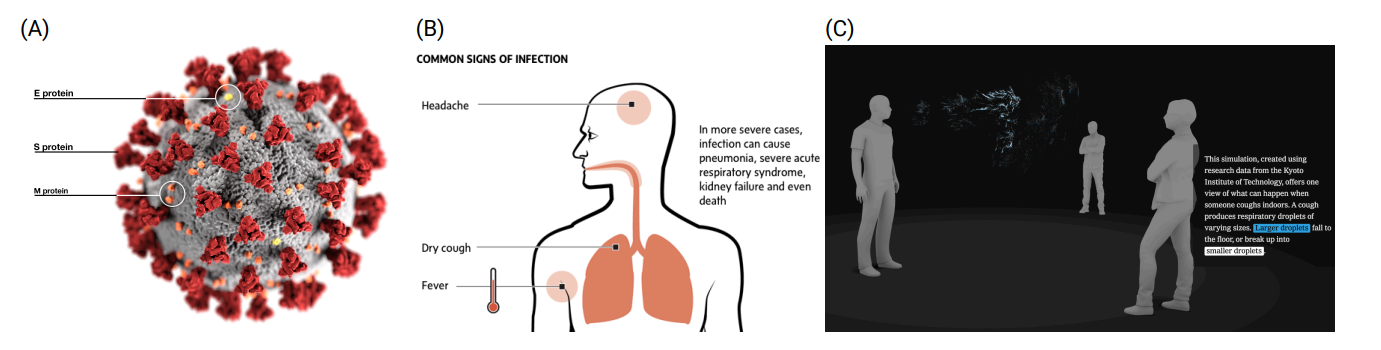 (A)
E protein
S protein
M protein
(B)
COMMON SIGNS OF INFECTION
Headache
In more severe cases,
infection can cause
pneumonia, severe acute
respiratory syndrome,
kidney failure and even
death
Dry cough
Fever
(C)
This simulation, created using
research data from the Kyoto
Institute of Technology, offers one
view of what can happen when
someone coughs indoors. A cough
produces respiratory droplets of
varying sizes. Larger droplets fall to
the floor, or break up into
smaller droplets.